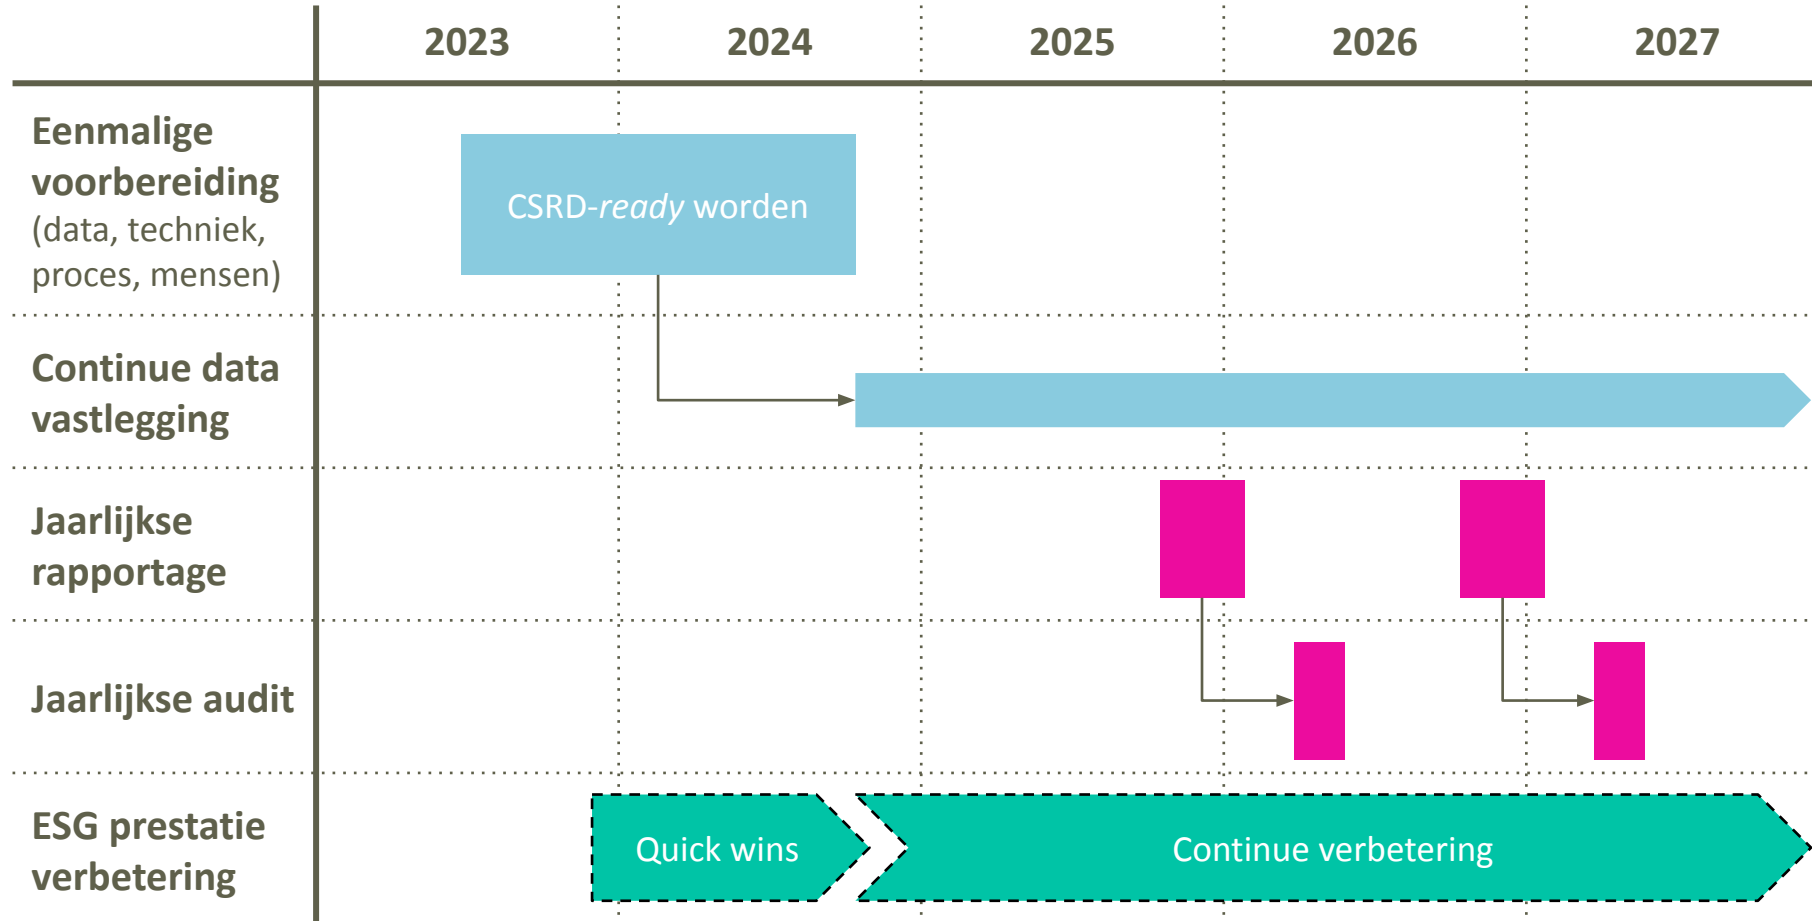 2023 2024 2025 2026 2027
Eenmalige
voorbereiding
(data, techniek,
proces, mensen)
CSRD-ready worden
Continue data
vastlegging
Jaarlijkse
rapportage
Jaarlijkse audit
ESG prestatie
verbetering
Quick wins
Continue verbetering